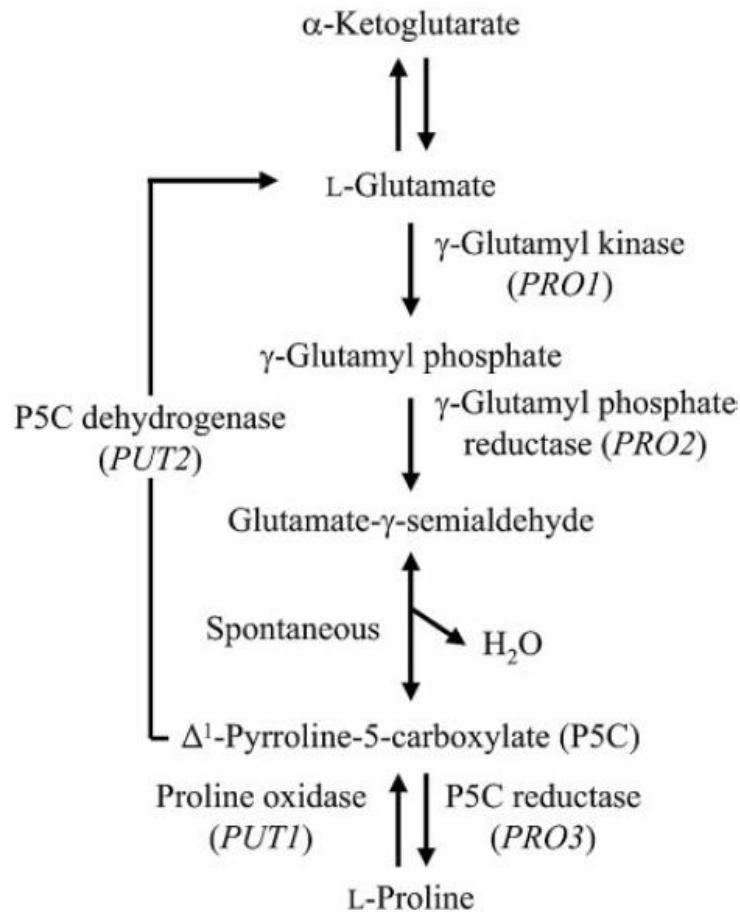 α-Ketoglutarate
L-Glutamate
γ-Glutamyl kinase
(PRO1)
γ-Glutamyl phosphate
γ-Glutamyl phosphate
reductase (PRO2)
P5C dehydrogenase
(PUT2)
Glutamate-γ-semialdehyde
Spontaneous
H₂O
Δ¹-Pyrroline-5-carboxylate (P5C)
Proline oxidase
(PUT1)
P5C reductase
(PRO3)
L-Proline